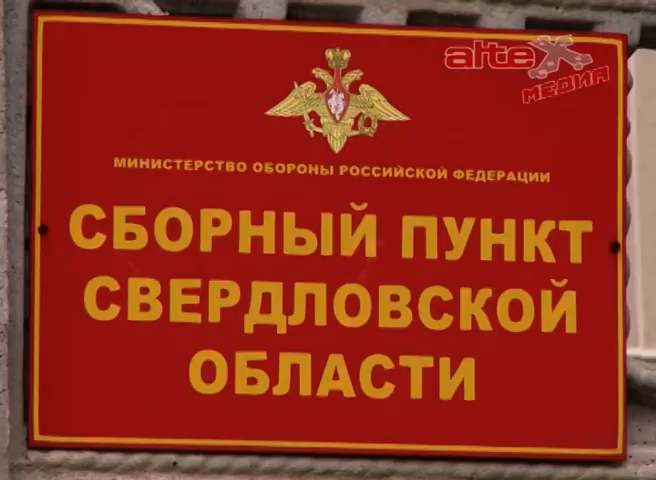 alteX
МЕДИА
МИНИСТЕРСТВО ОБОРОНЫ РОССИЙСКОЙ ФЕДЕРАЦИИ
СБОРНЫЙ ПУНКТ
СВЕРДЛОВСКОЙ
ОБЛАСТИ